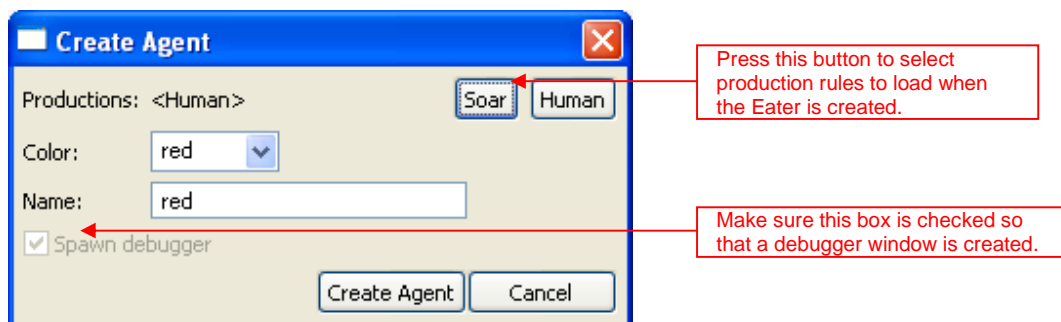 Create Agent
Productions: <Human> Soar Human
Color: red
Name: red
Spawn debugger
Create Agent Cancel
Press this button to select
production rules to load when
the Eater is created.
Make sure this box is checked so
that a debugger window is created.